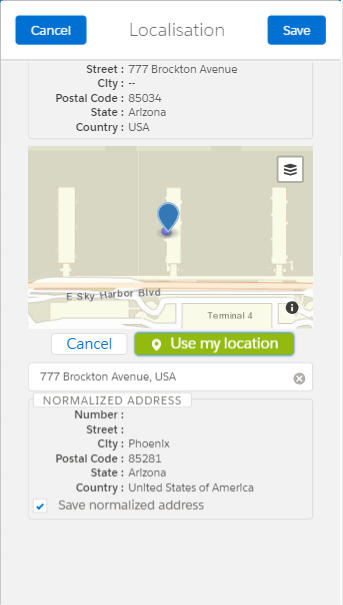 Cancel
Localisation
Save
Street : 777 Brockton Avenue
City : --
Postal Code : 85034
State : Arizona
Country : USA
E Sky Harbor Blvd
Terminal 4
Cancel
Use my location
777 Brockton Avenue, USA
NORMALIZED ADDRESS
Number :
Street :
City : Phoenix
Postal Code : 85281
State : Arizona
Country : United States of America
Save normalized address